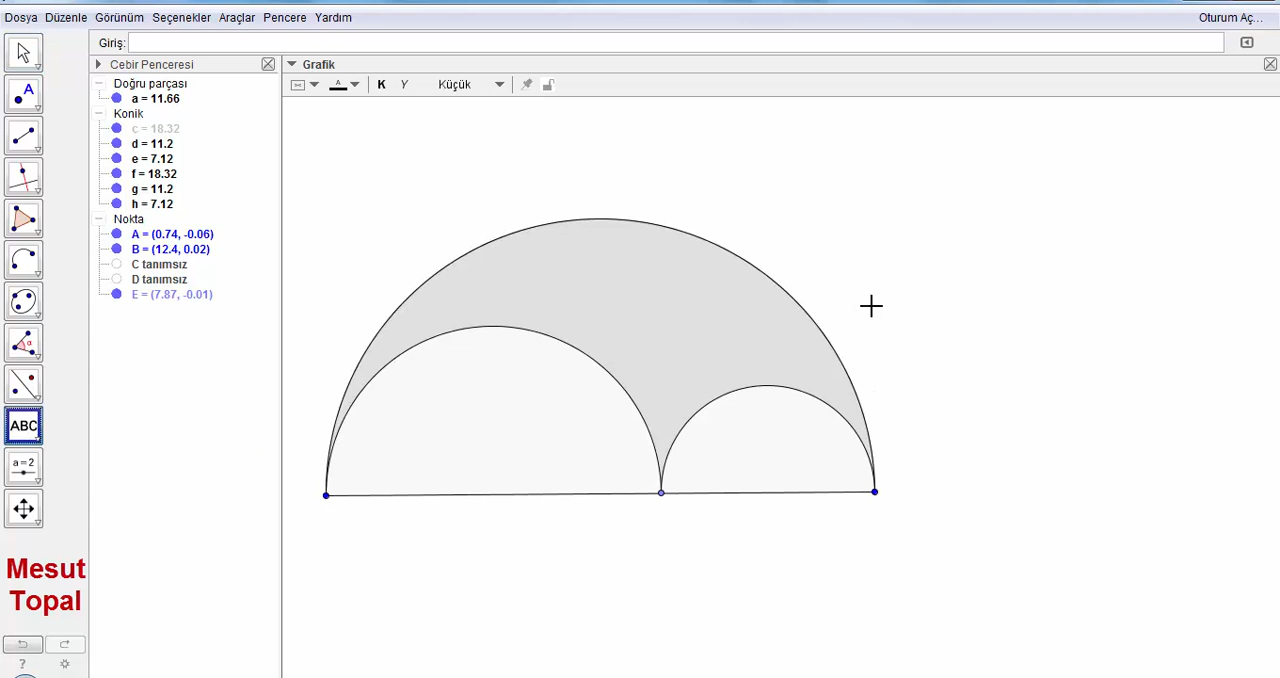 Dosya Düzenle Görünüm Seçenekler Araçlar Pencere Yardım Oturum Aç...
Giriş:
Cebir Penceresi
Grafik
K Y Küçük
Doğru parçası
a = 11.66
Konik
c = 18.32
d = 11.2
e = 7.12
f = 18.32
g = 11.2
h = 7.12
Nokta
A = (0.74, -0.06)
B = (12.4, 0.02)
C tanımsız
D tanımsız
E = (7.87, -0.01)
A
α
ABC
a=2
Mesut
Topal
?